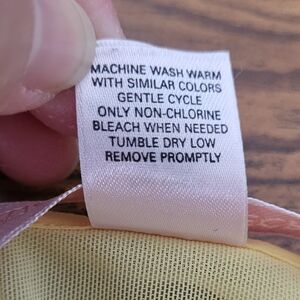 MACHINE WASH WARM
WITH SIMILAR COLORS
GENTLE CYCLE
ONLY NON-CHLORINE
BLEACH WHEN NEEDED
TUMBLE DRY LOW
REMOVE PROMPTLY